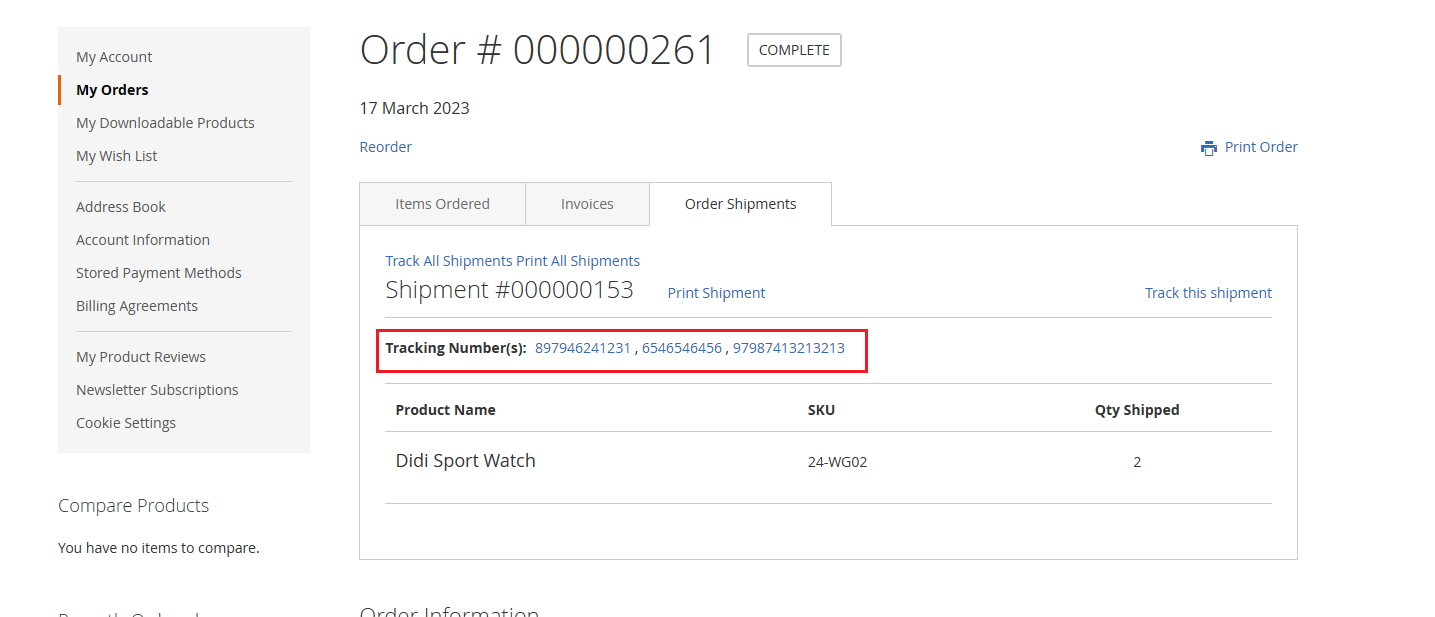 My Account
My Orders
My Downloadable Products
My Wish List
Address Book
Account Information
Stored Payment Methods
Billing Agreements
My Product Reviews
Newsletter Subscriptions
Cookie Settings
Compare Products
You have no items to compare.
Order # 000000261 COMPLETE
17 March 2023
Reorder Print Order
Items Ordered Invoices Order Shipments
Track All Shipments Print All Shipments
Shipment #000000153 Print Shipment Track this shipment
Tracking Number(s): 897946241231 , 6546546456 , 97987413213213
Product Name SKU Qty Shipped
Didi Sport Watch 24-WG02 2
Order Information